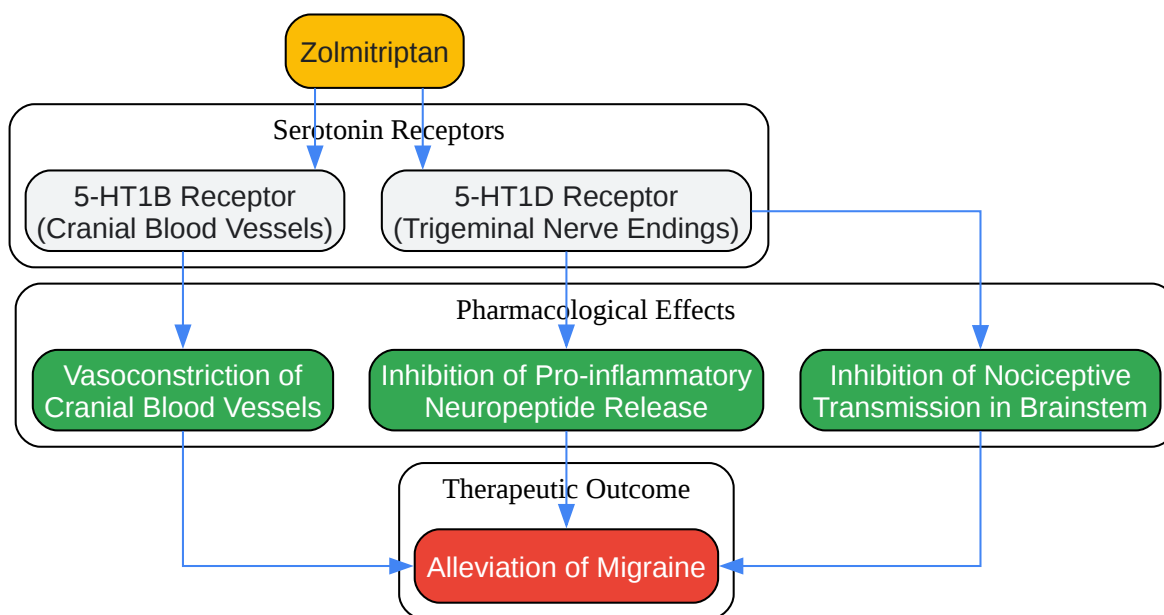 Zolmitriptan
Serotonin Receptors
5-HT1B Receptor
(Cranial Blood Vessels)
5-HT1D Receptor
(Trigeminal Nerve Endings)
Pharmacological Effects
Vasoconstriction of
Cranial Blood Vessels
Inhibition of Pro-inflammatory
Neuropeptide Release
Inhibition of Nociceptive
Transmission in Brainstem
Therapeutic Outcome
Alleviation of Migraine